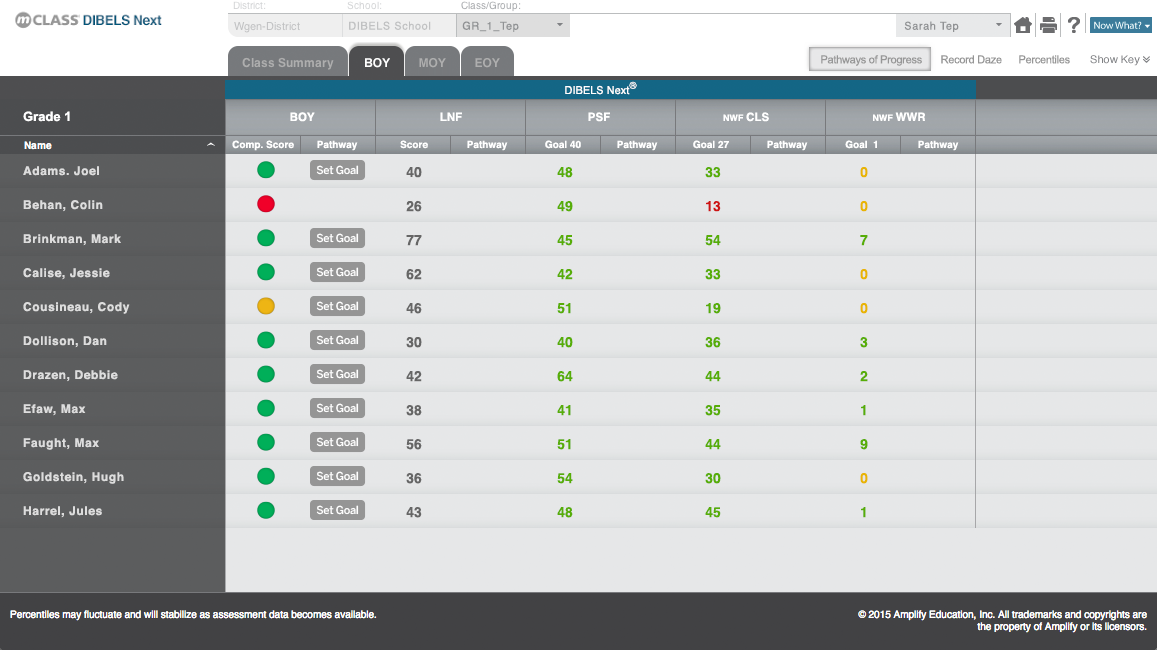 District: School: Class/Group:
mCLASS® DIBELS Next
Wgen-District DIBELS School GR_1_Tep Sarah Tep ? Now What?
Class Summary BOY MOY EOY Pathways of Progress Record Daze Percentiles Show Key
DIBELS Next®
Grade 1 BOY LNF PSF NWF CLS NWF WWR
Name Comp. Score Pathway Score Pathway Goal 40 Pathway Goal 27 Pathway Goal 1 Pathway
Adams. Joel Set Goal 40 48 33 0
Behan, Colin 26 49 13 0
Brinkman, Mark Set Goal 77 45 54 7
Calise, Jessie Set Goal 62 42 33 0
Cousineau, Cody Set Goal 46 51 19 0
Dollison, Dan Set Goal 30 40 36 3
Drazen, Debbie Set Goal 42 64 44 2
Efaw, Max Set Goal 38 41 35 1
Faught, Max Set Goal 56 51 44 9
Goldstein, Hugh Set Goal 36 54 30 0
Harrel, Jules Set Goal 43 48 45 1
Percentiles may fluctuate and will stabilize as assessment data becomes available.
© 2015 Amplify Education, Inc. All trademarks and copyrights are
the property of Amplify or its licensors.